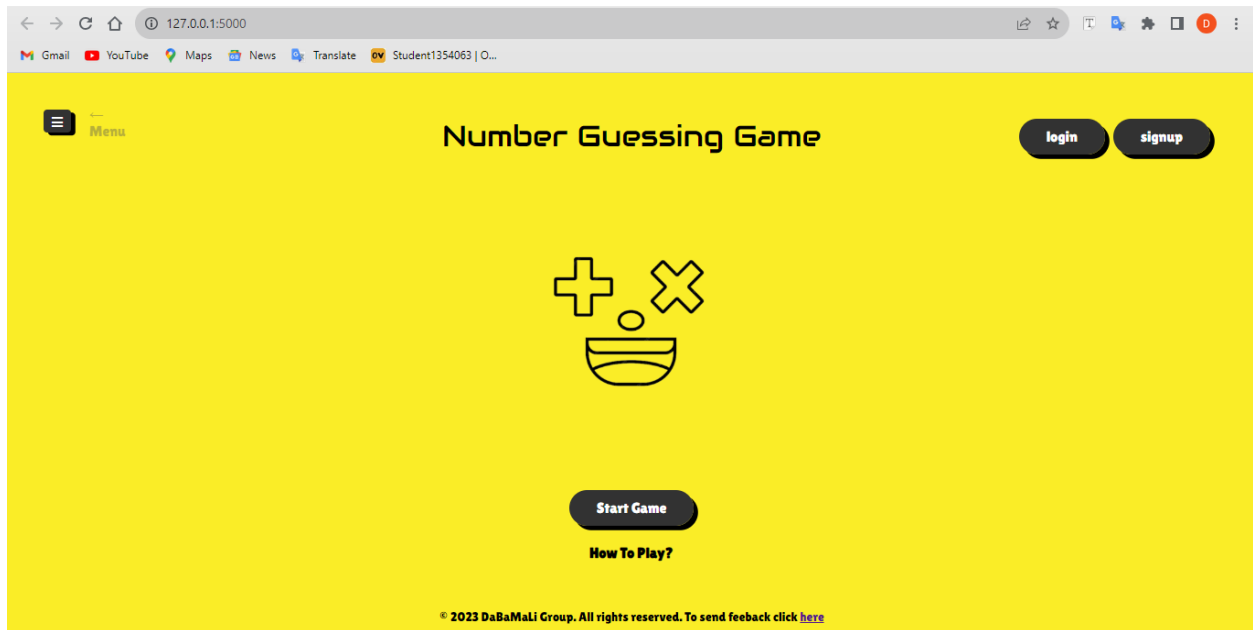 127.0.0.1:5000
T
D
Gmail YouTube Maps News Translate ov Student1354063 | O...
← Menu
Number Guessing Game
login signup
Start Game
How To Play?
© 2023 DaBaMaLi Group. All rights reserved. To send feeback click here